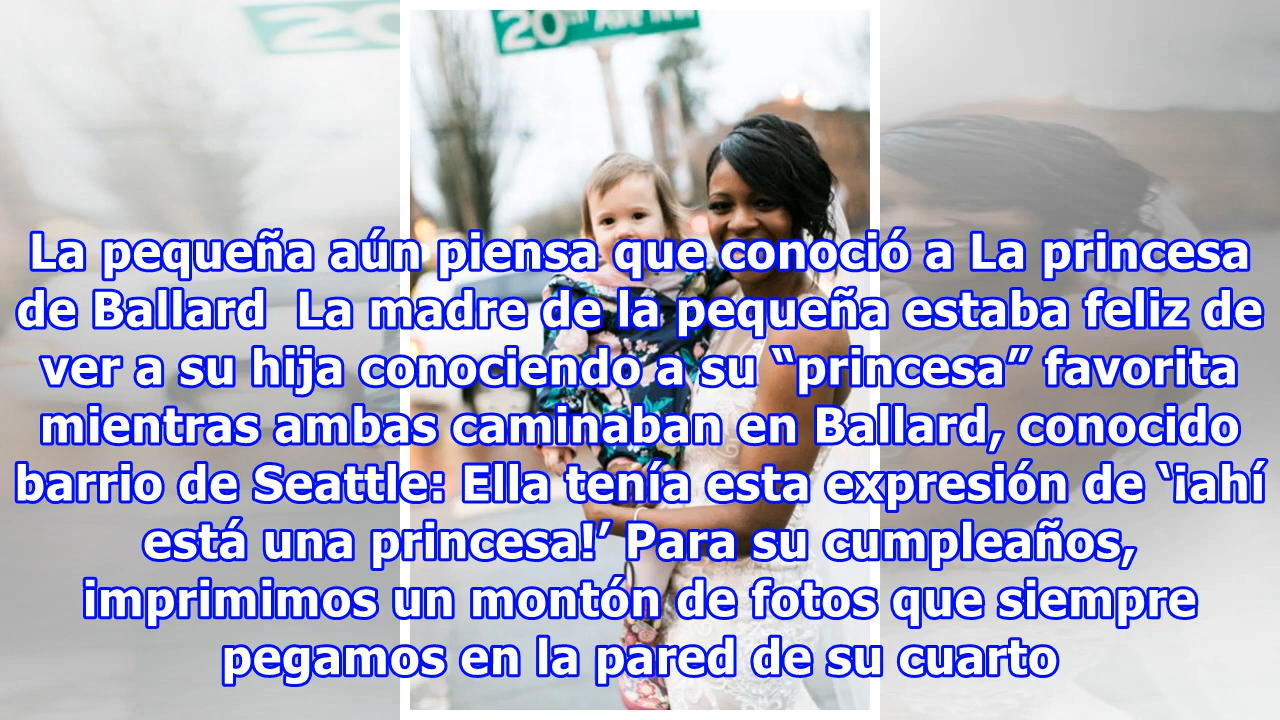 20th Ave NW
20
La pequeña aún piensa que conoció a La princesa
de Ballard  La madre de la pequeña estaba feliz de
ver a su hija conociendo a su “princesa” favorita
mientras ambas caminaban en Ballard, conocido
barrio de Seattle: Ella tenía esta expresión de ‘¡ahí
está una princesa!’ Para su cumpleaños,
imprimimos un montón de fotos que siempre
pegamos en la pared de su cuarto